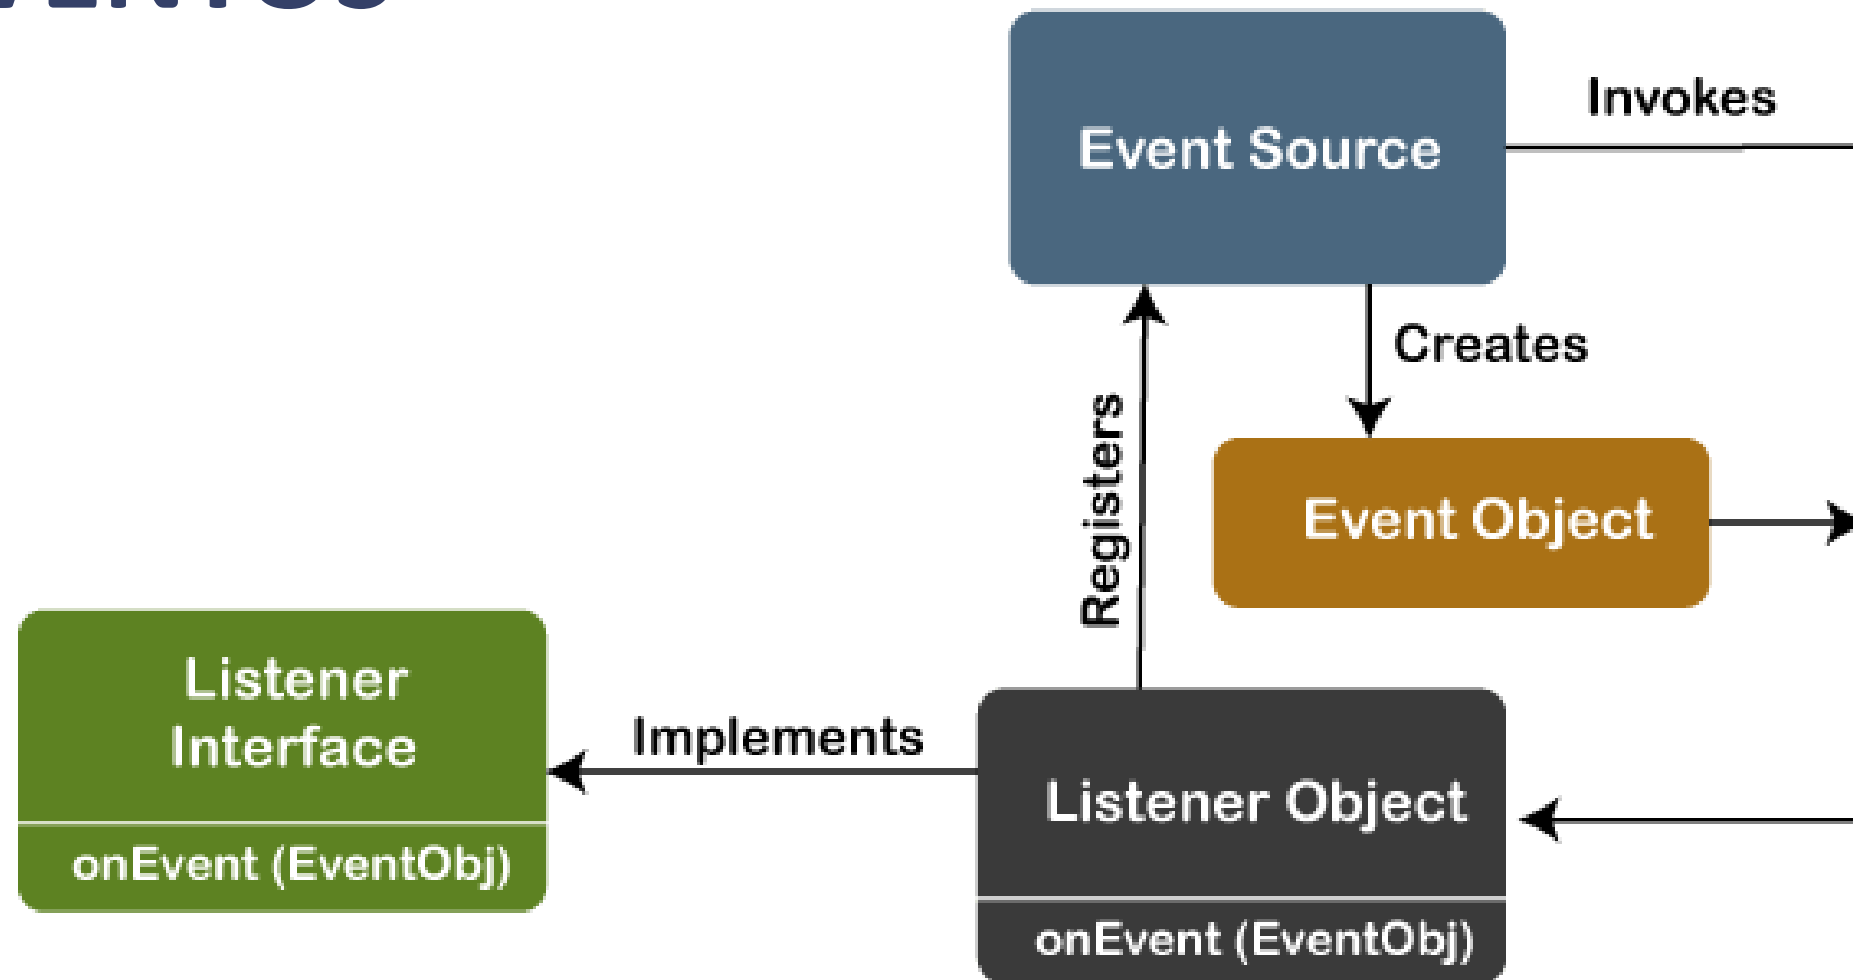 Event Source
Invokes
Creates
Registers
Event Object
Listener
Interface
Implements
Listener Object
onEvent (EventObj)
onEvent (EventObj)